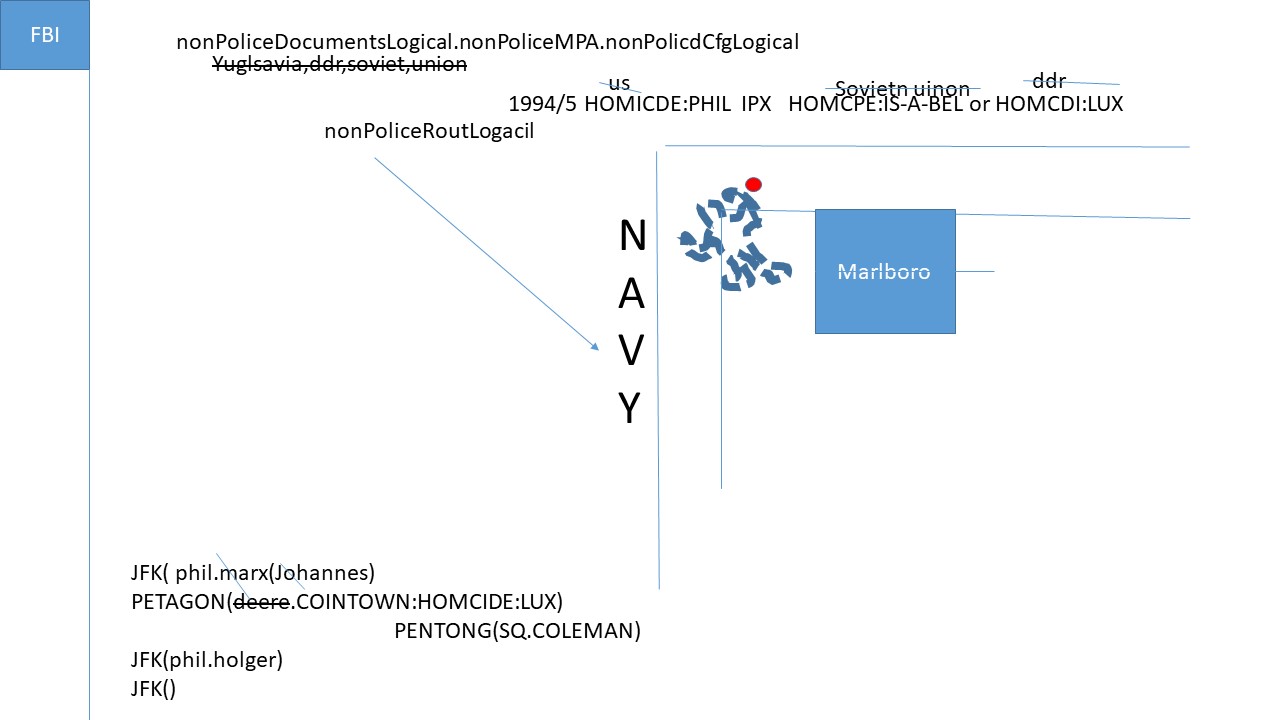 FBI
nonPoliceDocumentsLogical.nonPoliceMPA.nonPolicdCfgLogical
Yuglsavia,ddr,soviet,union
us
Sovietn uinon
ddr
1994/5 HOMICDE:PHIL IPX HOMCPE:IS-A-BEL or HOMCDI:LUX
nonPoliceRoutLogacil
N
A
V
Y
Marlboro
JFK( phil.marx(Johannes)
PETAGON(deere.COINTOWN:HOMCIDE:LUX)
PENTONG(SQ.COLEMAN)
JFK(phil.holger)
JFK()